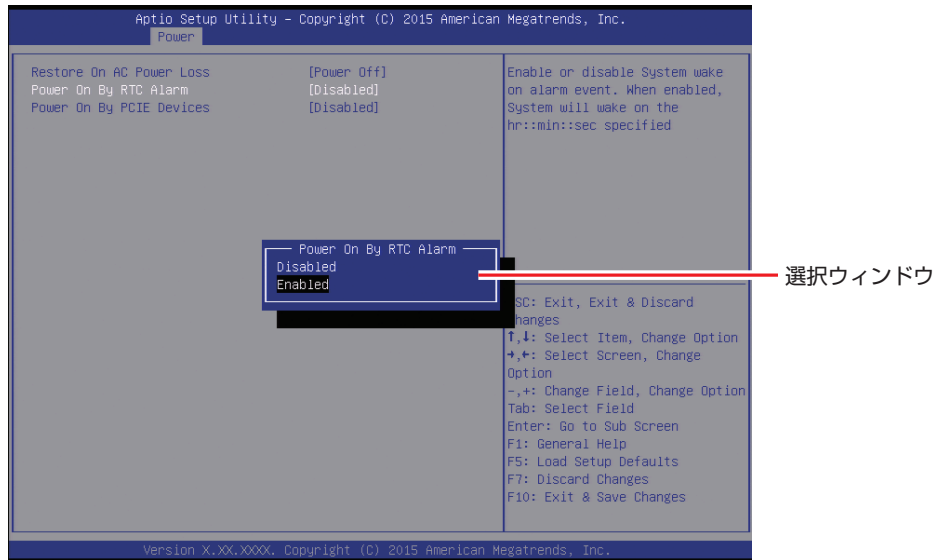 Aptio Setup Utility – Copyright (C) 2015 American Megatrends, Inc.
Power
Restore On AC Power Loss [Power Off]
Power On By RTC Alarm [Disabled]
Power On By PCIE Devices [Disabled]
Enable or disable System wake
on alarm event. When enabled,
System will wake on the
hr::min::sec specified
Power On By RTC Alarm
Disabled
Enabled
選択ウィンドウ
SC: Exit, Exit & Discard
hanges
↑,↓: Select Item, Change Option
→,←: Select Screen, Change
Option
-,+: Change Field, Change Option
Tab: Select Field
Enter: Go to Sub Screen
F1: General Help
F5: Load Setup Defaults
F7: Discard Changes
F10: Exit & Save Changes
Version X.XX.XXXX. Copyright (C) 2015 American Megatrends, Inc.